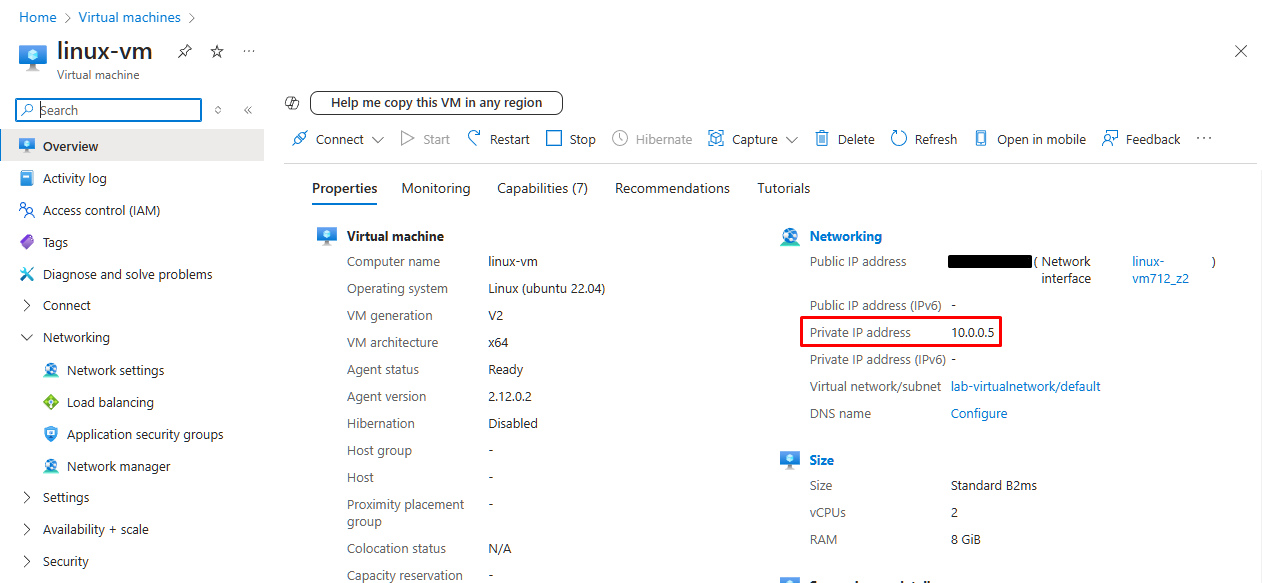 Home > Virtual machines >
linux-vm ...
Virtual machine
Search
Overview
Activity log
Access control (IAM)
Tags
Diagnose and solve problems
Connect
Networking
Network settings
Load balancing
Application security groups
Network manager
Settings
Availability + scale
Security
Help me copy this VM in any region
Connect Start Restart Stop Hibernate Capture Delete Refresh Open in mobile Feedback ...
Properties Monitoring Capabilities (7) Recommendations Tutorials
Virtual machine
Computer name linux-vm
Operating system Linux (ubuntu 22.04)
VM generation V2
VM architecture x64
Agent status Ready
Agent version 2.12.0.2
Hibernation Disabled
Host group -
Host -
Proximity placement -
group
Colocation status N/A
Capacity reservation -
Networking
Public IP address ( Network linux- )
interface vm712_z2
Public IP address (IPv6) -
Private IP address 10.0.0.5
Private IP address (IPv6) -
Virtual network/subnet lab-virtualnetwork/default
DNS name Configure
Size
Size Standard B2ms
vCPUs 2
RAM 8 GiB